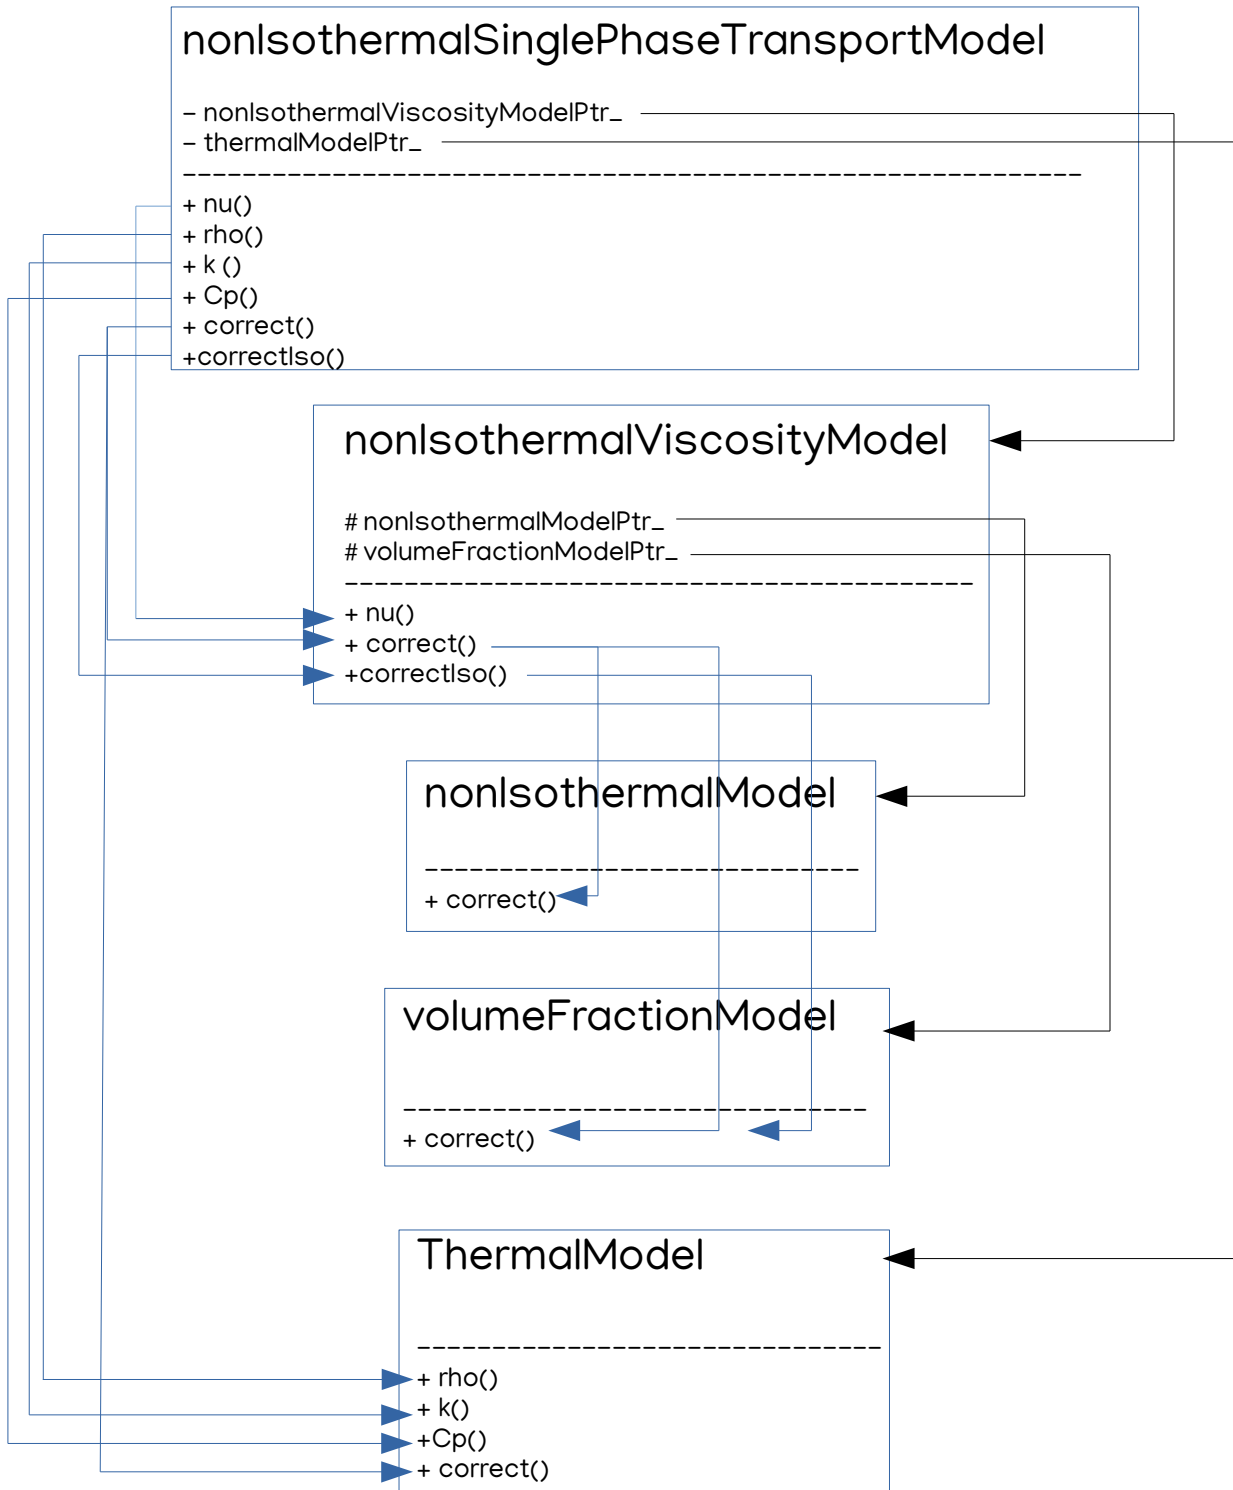 nonIsothermalSinglePhaseTransportModel
- nonIsothermalViscosityModelPtr_
- thermalModelPtr_
------------------------------------------------------------
+ nu()
+ rho()
+ k ()
+ Cp()
+ correct()
+correctIso()
nonIsothermalViscosityModel
# nonIsothermalModelPtr_
# volumeFractionModelPtr_
------------------------------------------
+ nu()
+ correct()
+correctIso()
nonIsothermalModel
-----------------------------
+ correct()
volumeFractionModel
-------------------------------
+ correct()
ThermalModel
-------------------------------
+ rho()
+ k()
+Cp()
+ correct()